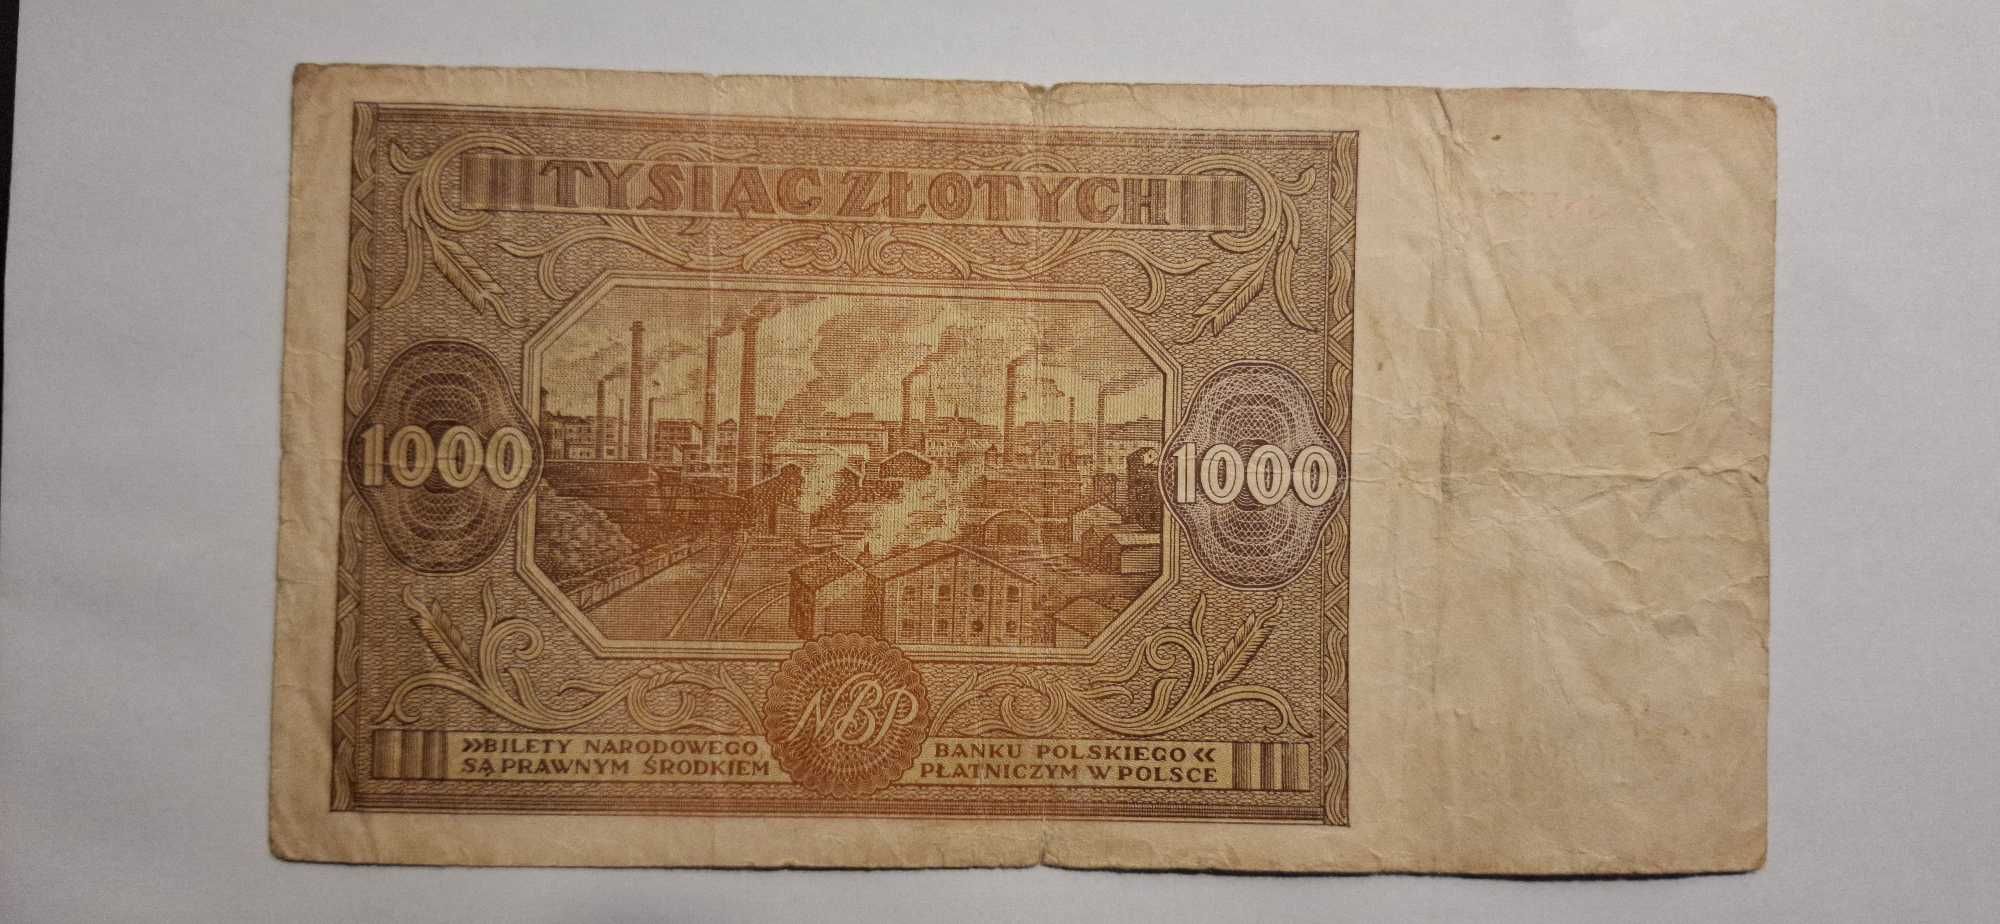 TYSIĄC ZŁOTYCH
1000
1000
NBP
»BILETY NARODOWEGO BANKU POLSKIEGO«
SĄ PRAWNYM ŚRODKIEM PŁATNICZYM W POLSCE